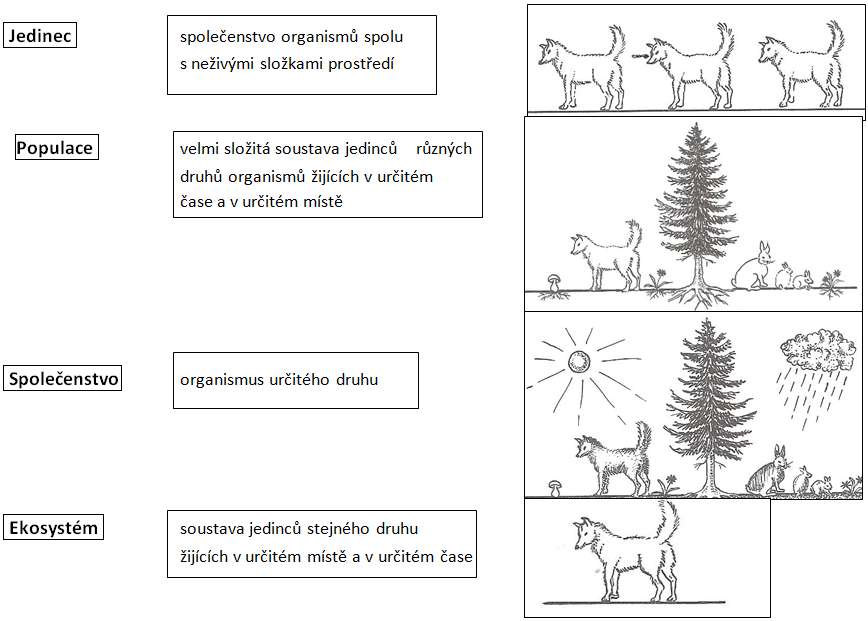 Jedinec
společenstvo organismů spolu
s neživými složkami prostředí
Populace
velmi složitá soustava jedinců různých
druhů organismů žijících v určitém
čase a v určitém místě
Společenstvo
organismus určitého druhu
Ekosystém
soustava jedinců stejného druhu
žijících v určitém místě a v určitém čase